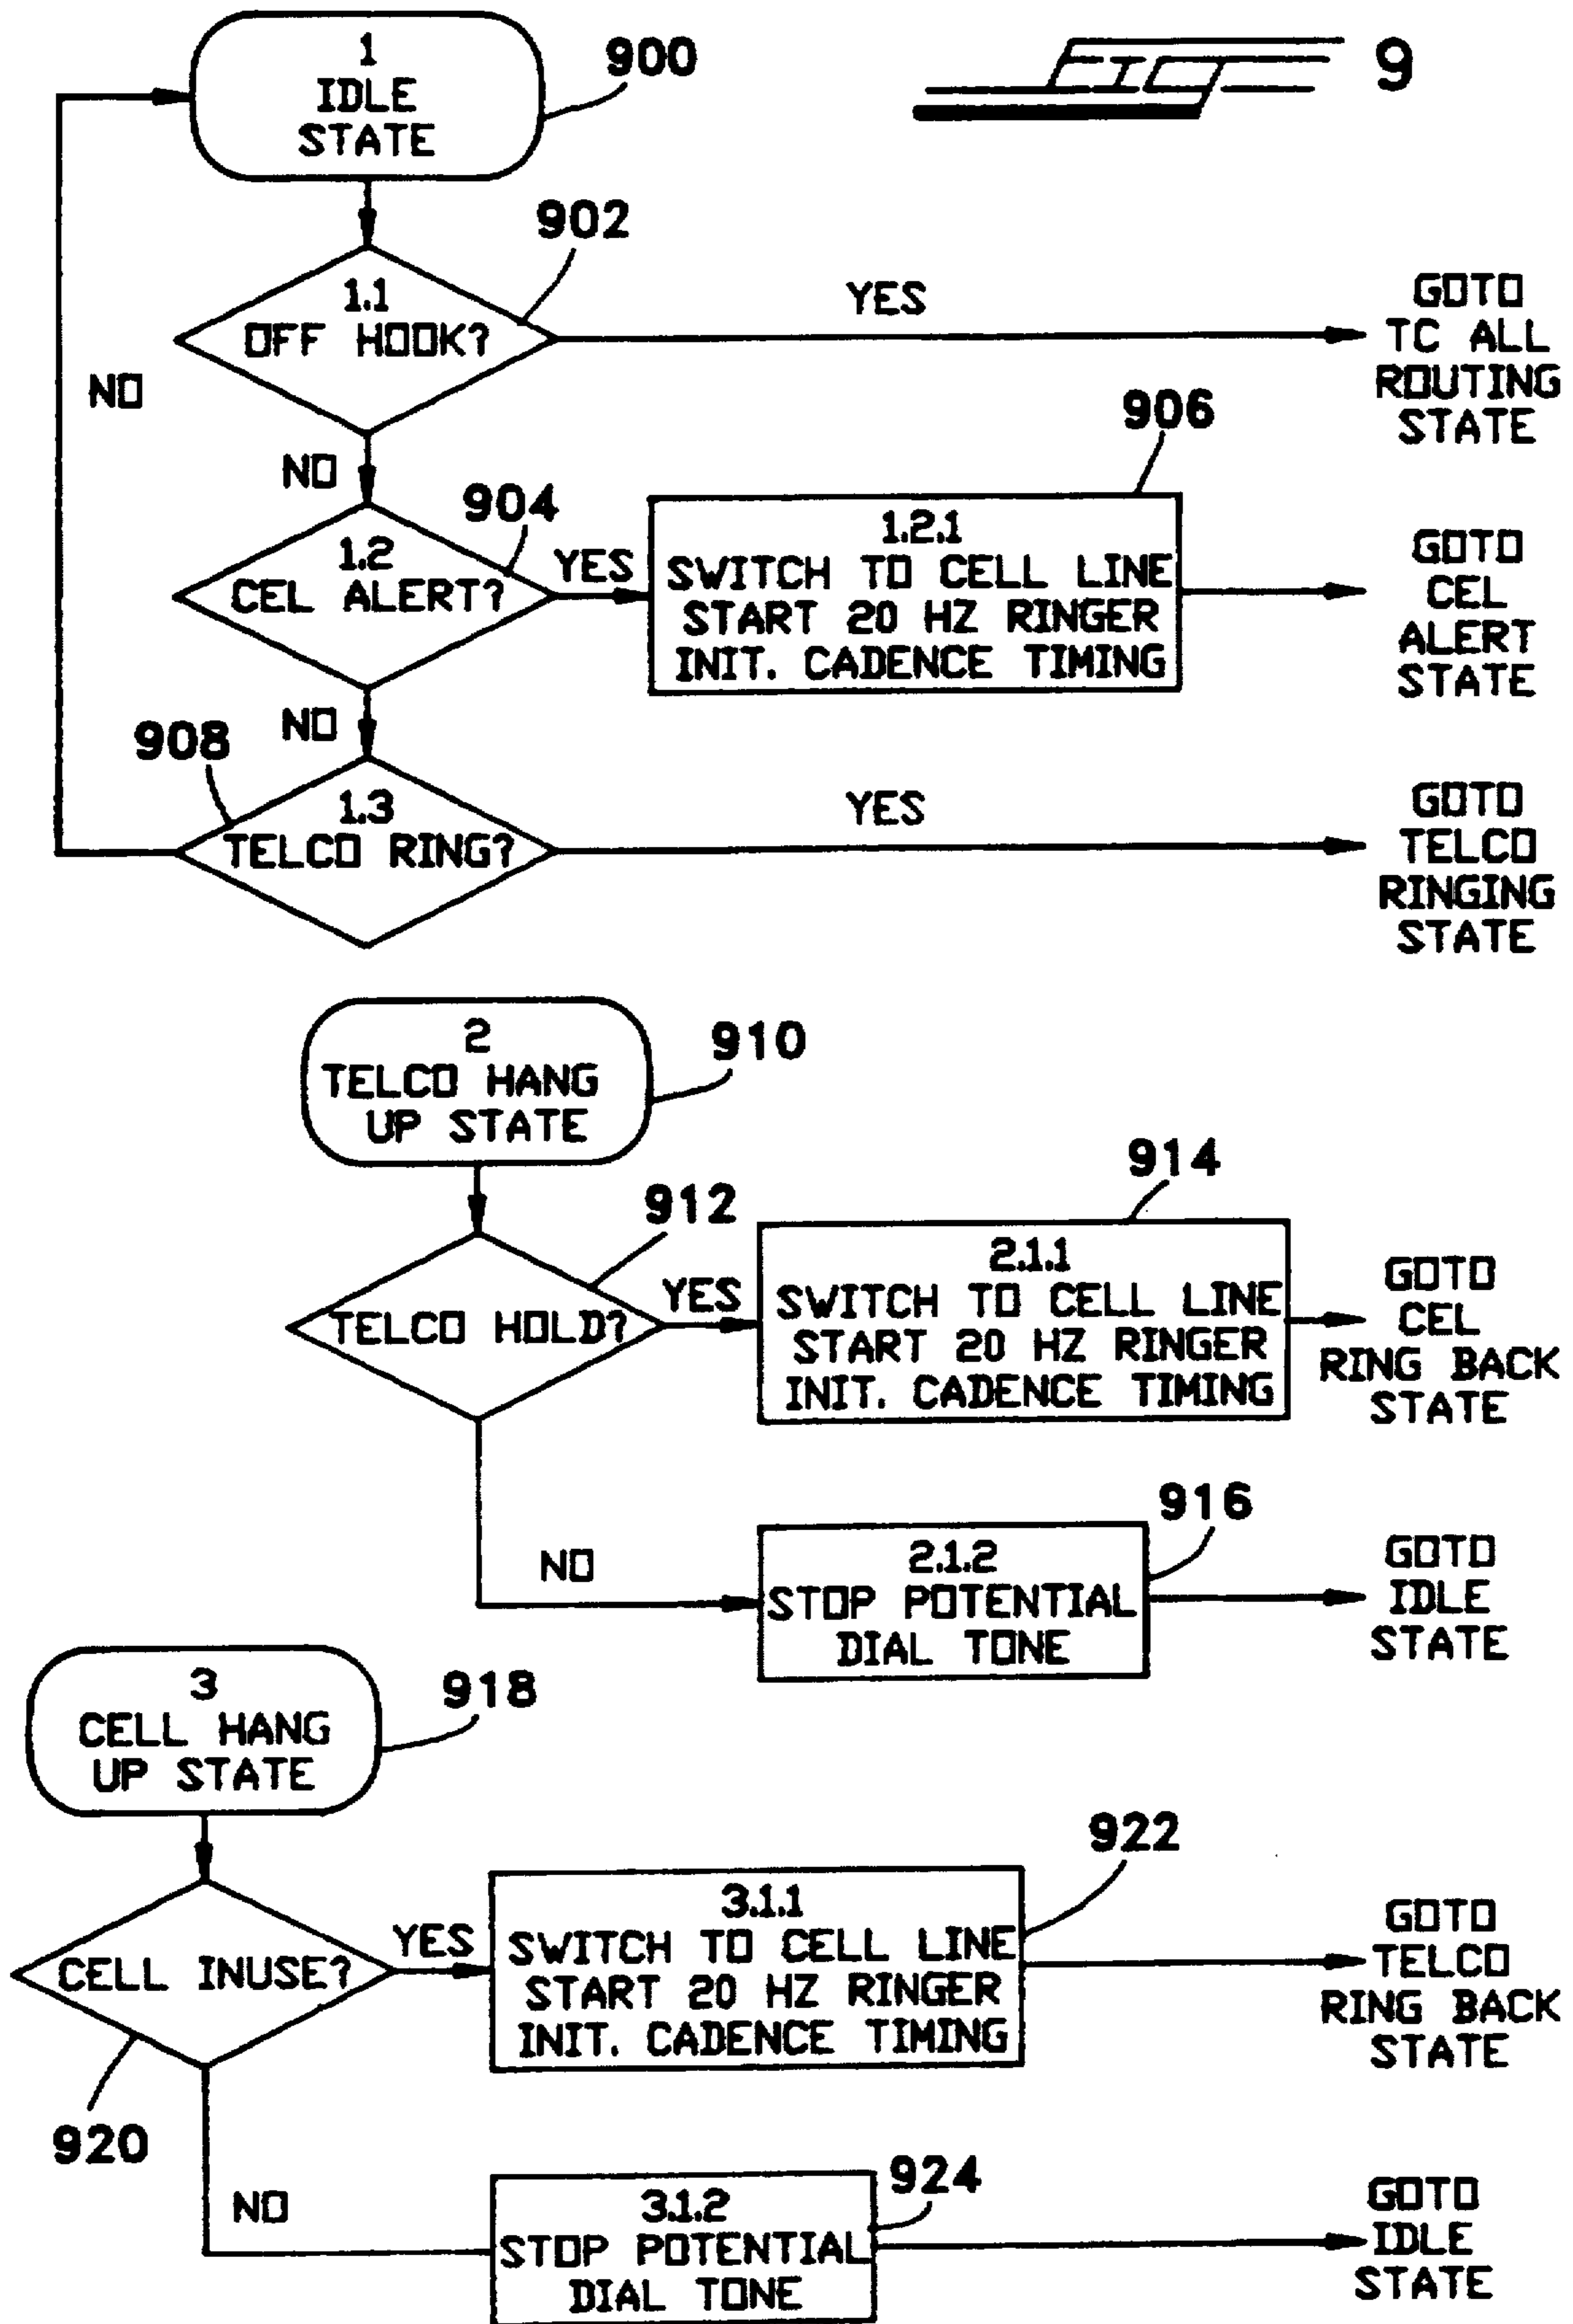 FIG 9
1
IDLE
STATE
900
902
1.1
OFF HOOK?
YES
GOTO
TC ALL
ROUTING
STATE
NO
NO
904
1.2
CEL ALERT?
YES
906
1.2.1
SWITCH TO CELL LINE
START 20 HZ RINGER
INIT. CADENCE TIMING
GOTO
CEL
ALERT
STATE
NO
908
1.3
TELCO RING?
YES
GOTO
TELCO
RINGING
STATE
2
TELCO HANG
UP STATE
910
912
TELCO HOLD?
YES
914
2.1.1
SWITCH TO CELL LINE
START 20 HZ RINGER
INIT. CADENCE TIMING
GOTO
CEL
RING BACK
STATE
NO
916
2.1.2
STOP POTENTIAL
DIAL TONE
GOTO
IDLE
STATE
3
CELL HANG
UP STATE
918
CELL INUSE?
920
YES
922
3.1.1
SWITCH TO CELL LINE
START 20 HZ RINGER
INIT. CADENCE TIMING
GOTO
TELCO
RING BACK
STATE
NO
924
3.1.2
STOP POTENTIAL
DIAL TONE
GOTO
IDLE
STATE